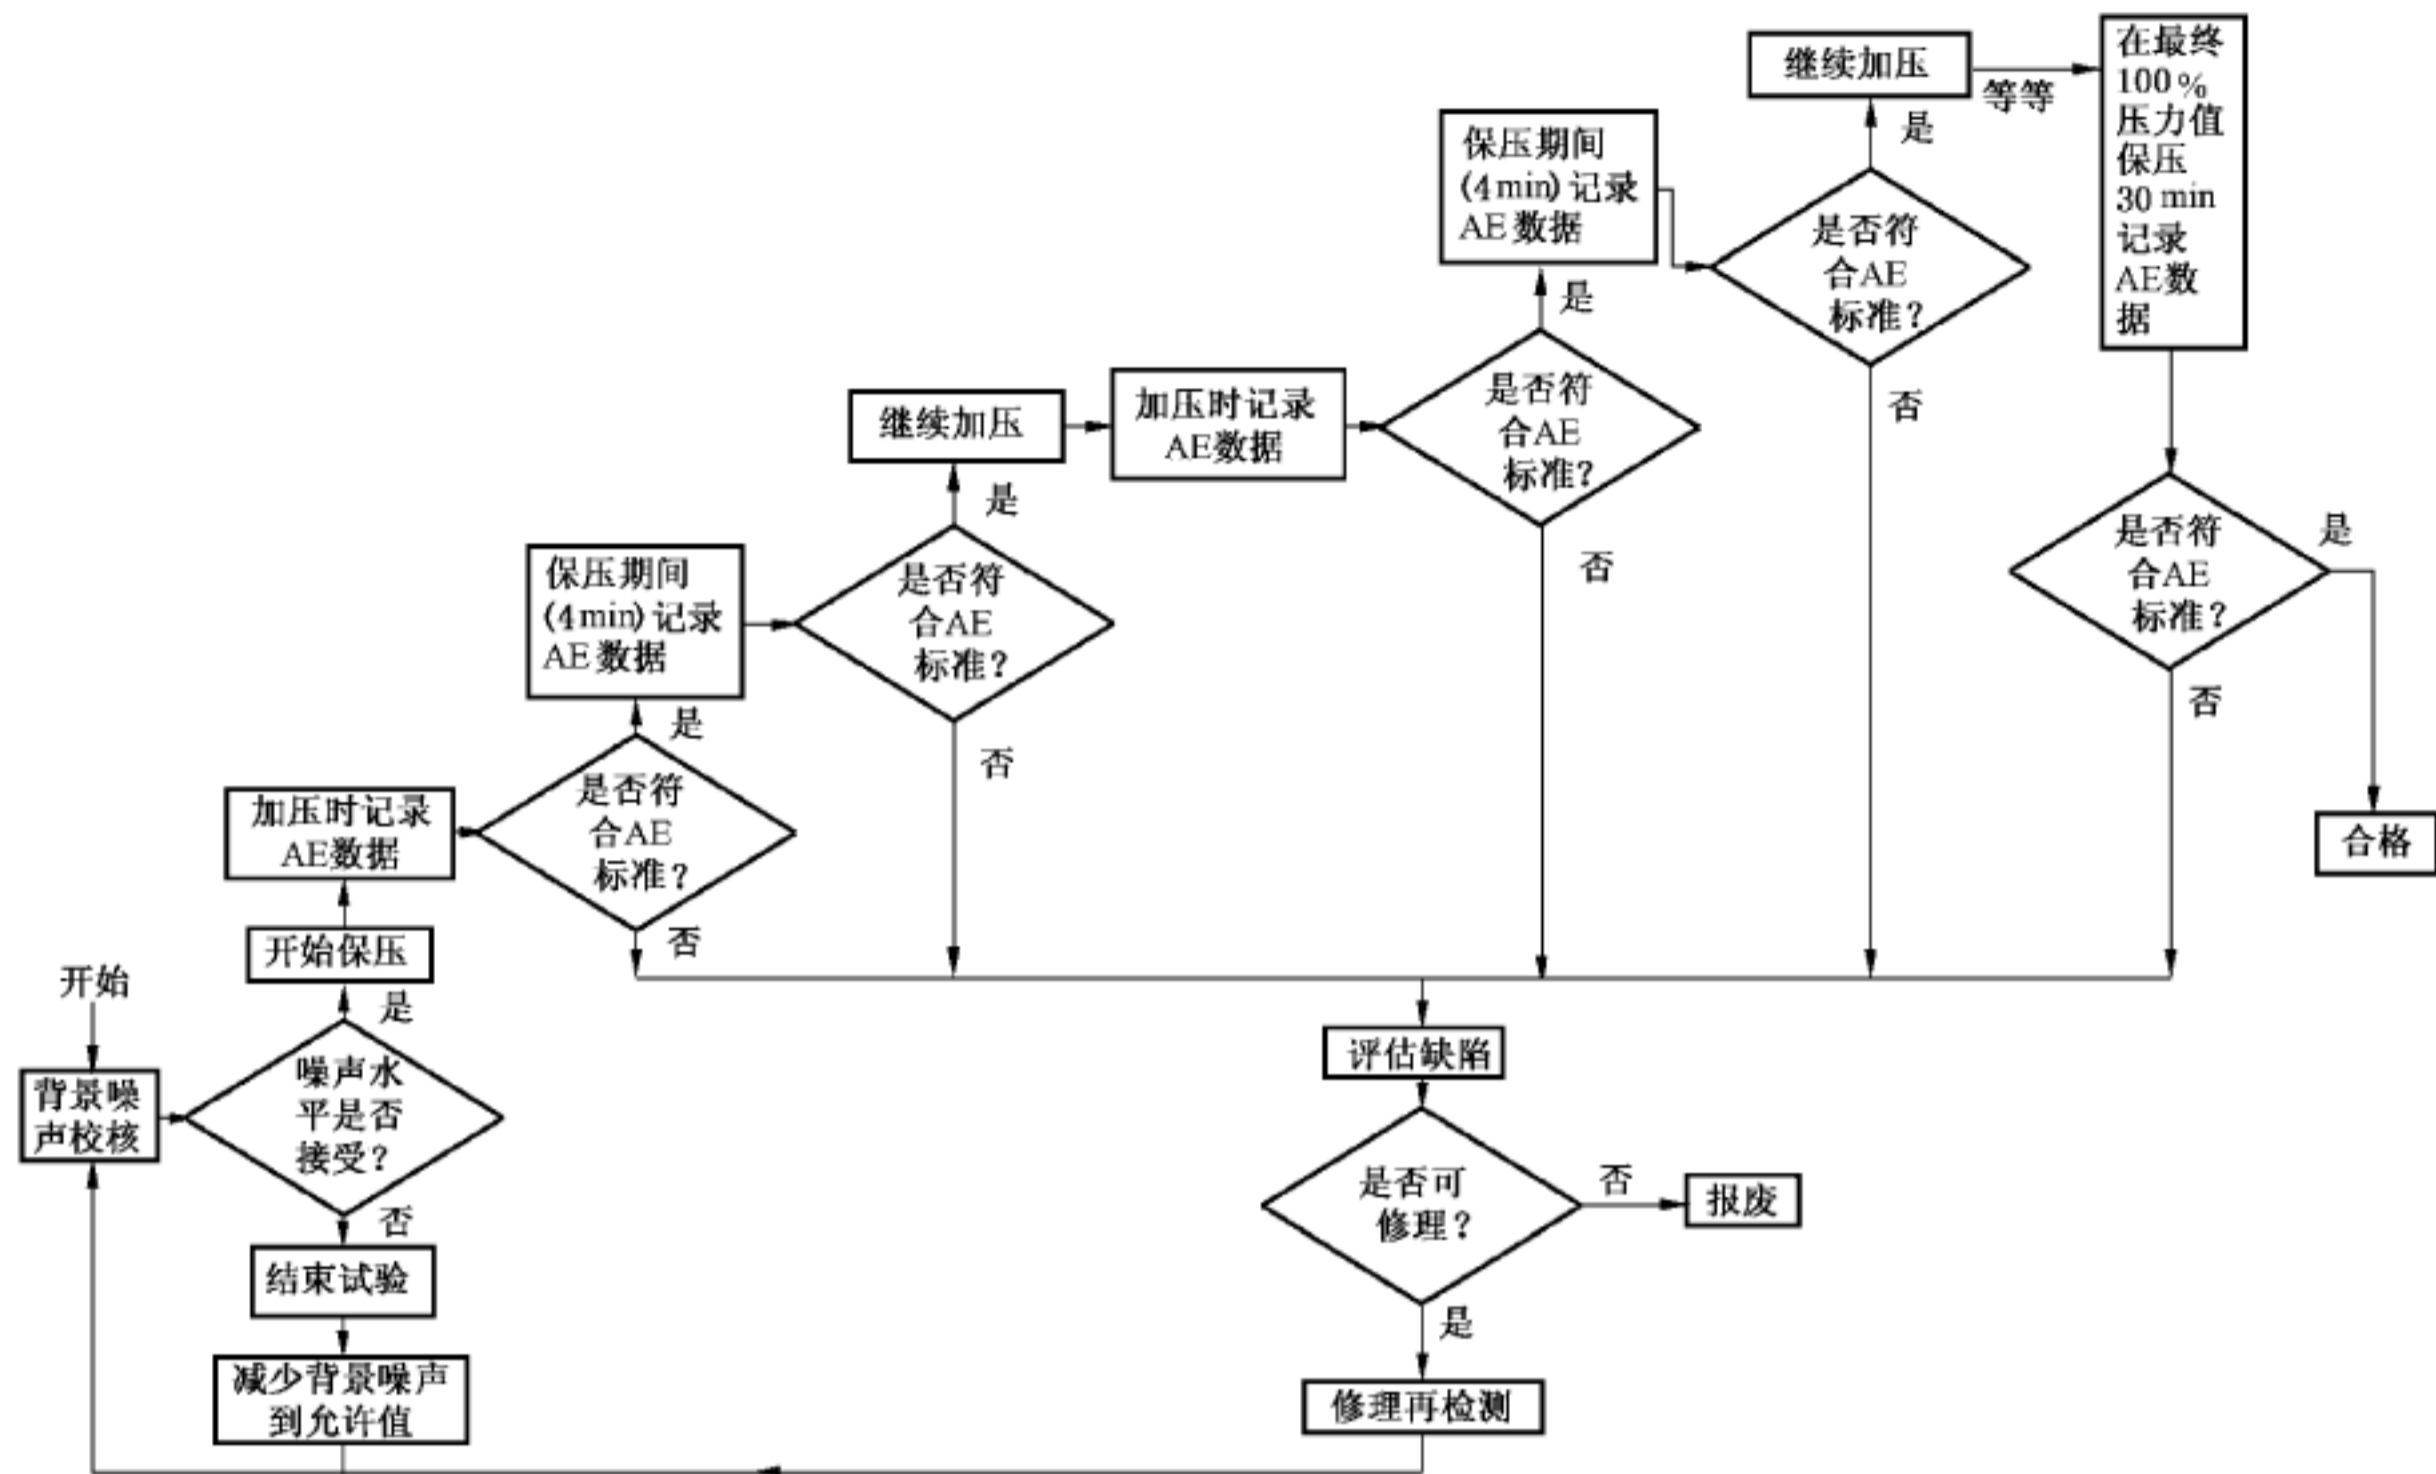 开始
背景噪
声校核
噪声水
平是否
接受?
是
否
开始保压
结束试验
减少背景噪声
到允许值
加压时记录
AE数据
是否符
合AE
标准?
是
否
保压期间
(4min)记录
AE数据
是否符
合AE
标准?
是
否
继续加压
加压时记录
AE数据
是否符
合AE
标准?
是
否
保压期间
(4min)记录
AE数据
是否符
合AE
标准?
是
否
继续加压
等等
在最终
100%
压力值
保压
30 min
记录
AE数
据
是否符
合AE
标准?
是
否
合格
评估缺陷
是否可
修理?
否
报废
是
修理再检测